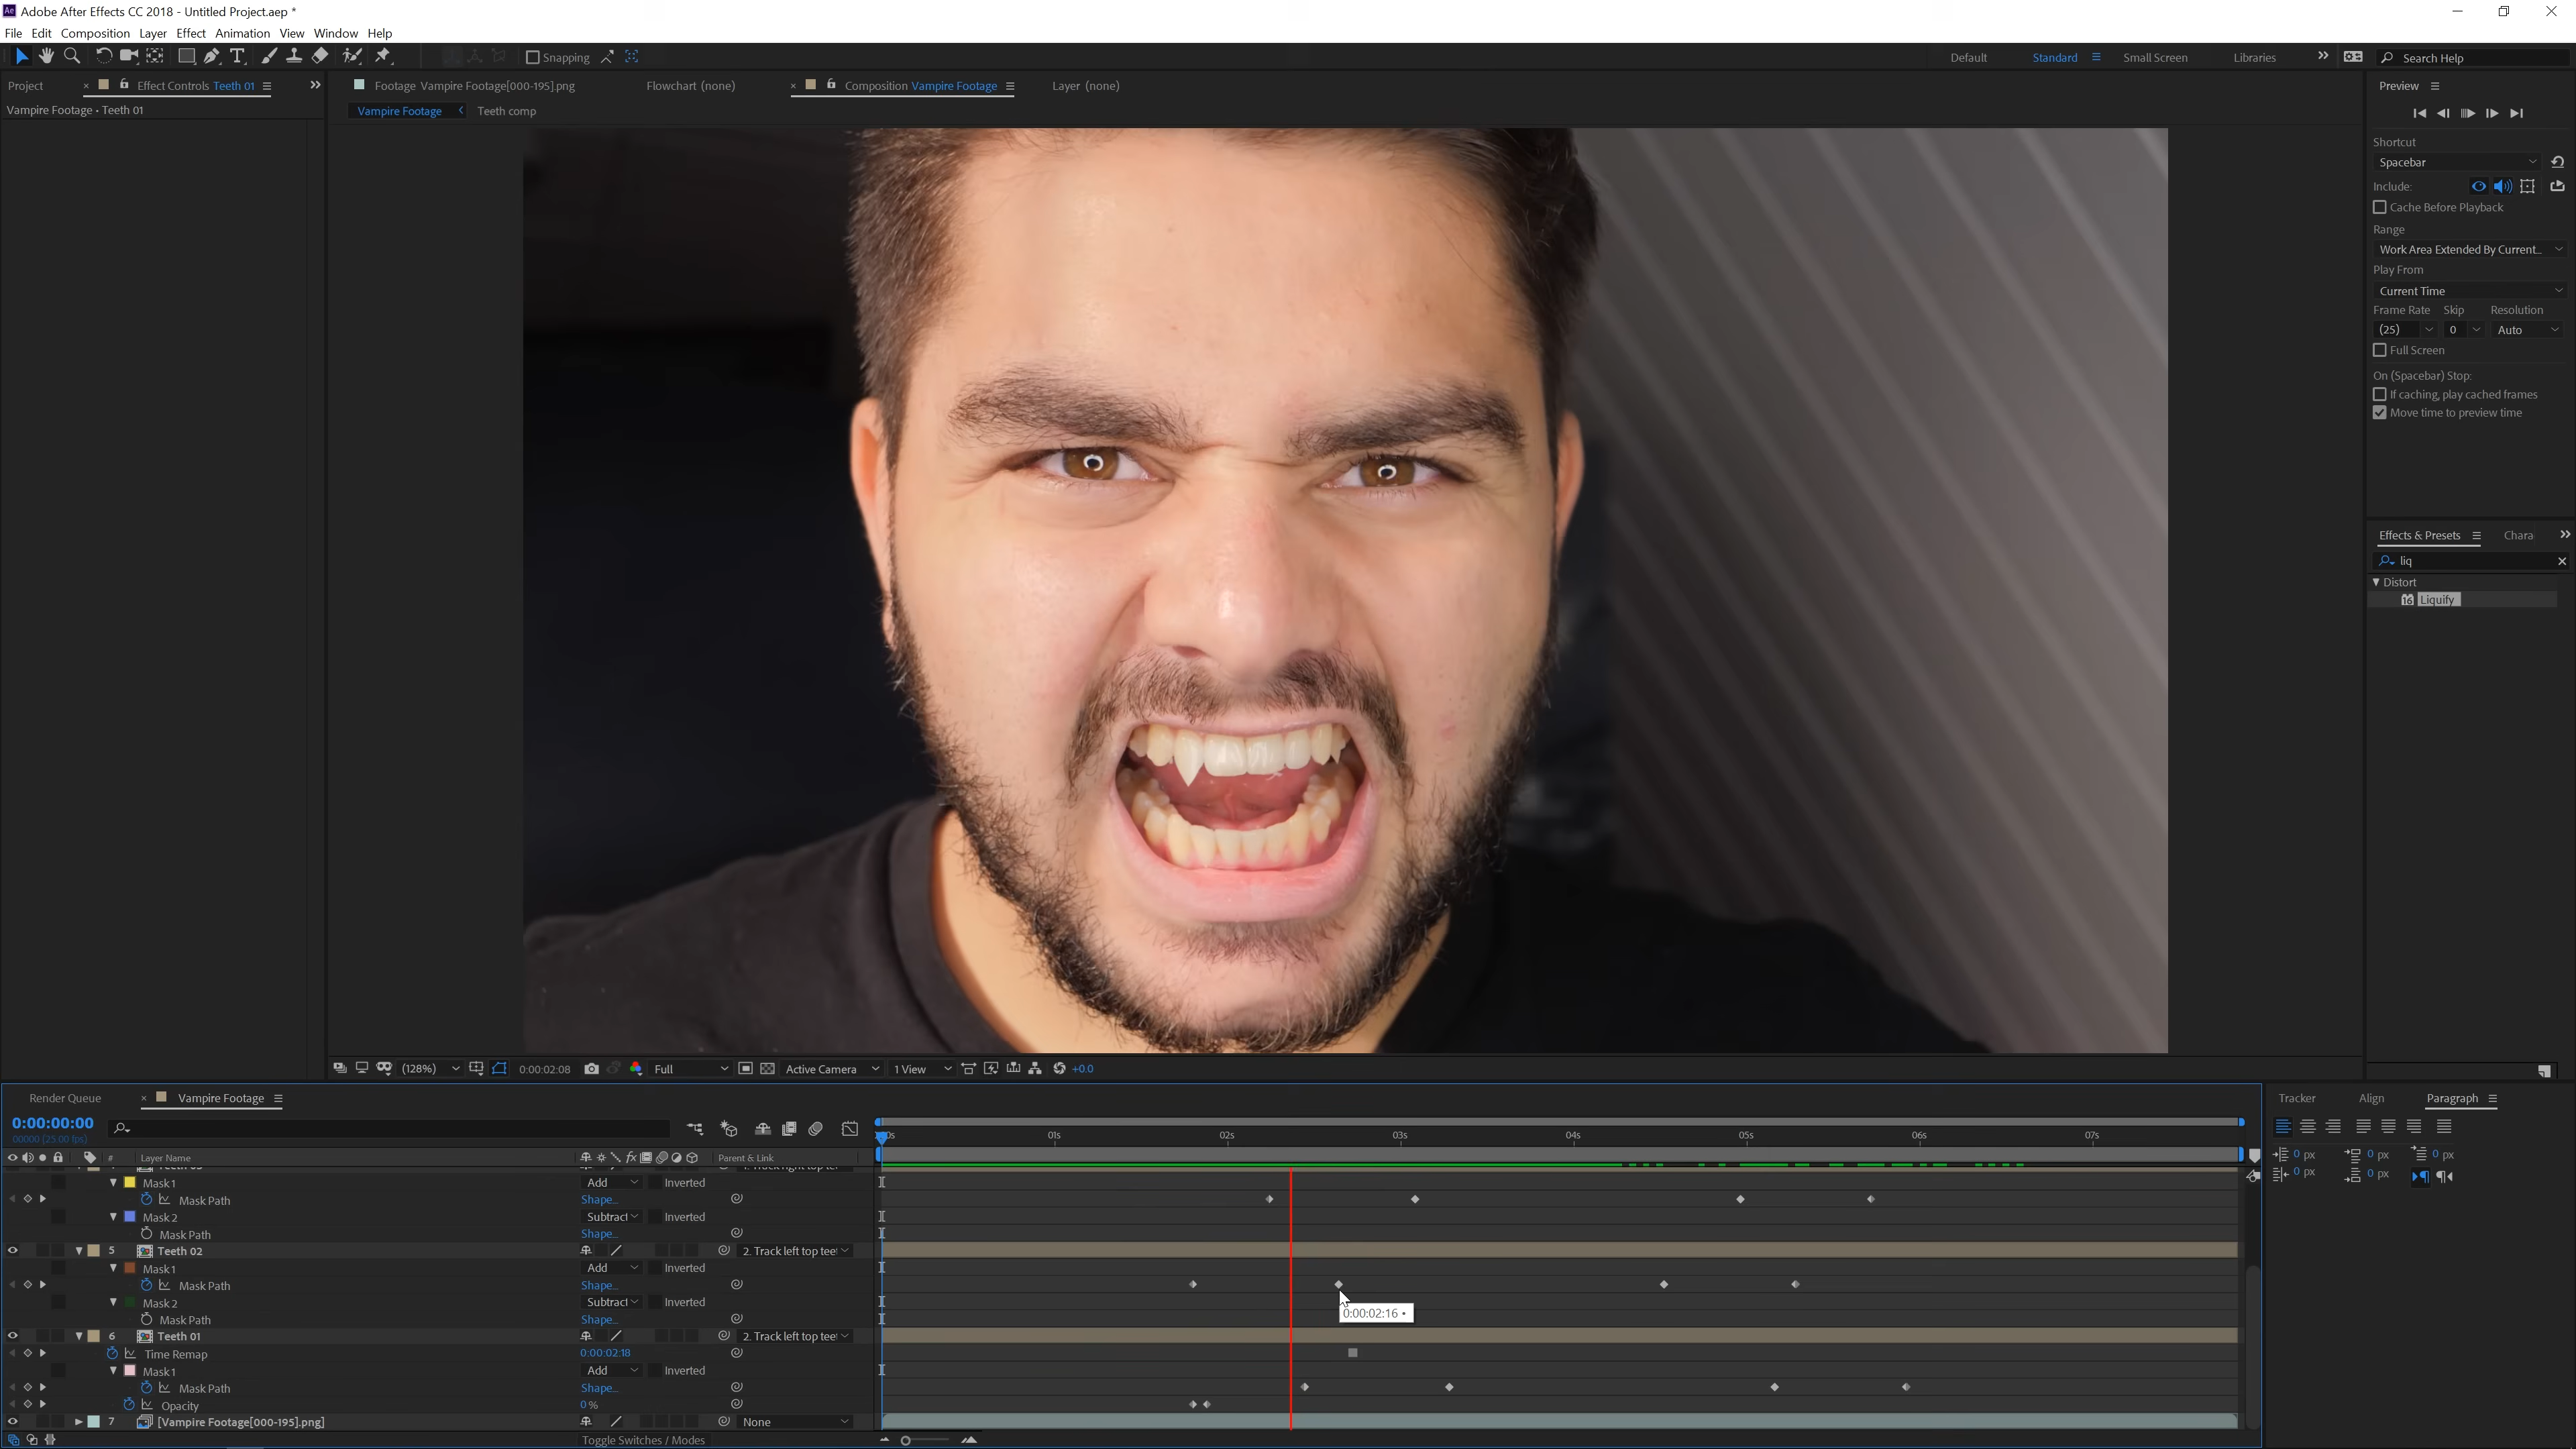 Adobe After Effects CC 2018 - Untitled Project.aep *
File Edit Composition Layer Effect Animation View Window Help
Snapping
Default Standard Small Screen Libraries Search Help
Project Effect Controls Teeth 01
Footage Vampire Footage[000-195].png Flowchart (none) Composition Vampire Footage Layer (none)
Vampire Footage • Teeth 01
Vampire Footage Teeth comp
Preview
Shortcut
Spacebar
Include:
Cache Before Playback
Range
Work Area Extended By Current...
Play From
Current Time
Frame Rate Skip Resolution
(25) 0 Auto
Full Screen
On (Spacebar) Stop:
If caching, play cached frames
Move time to preview time
Effects & Presets Chara
liq
Distort
Liquify
(128%) 0:00:02:08 Full Active Camera 1 View +0.0
Render Queue Vampire Footage
0:00:00:00
00000 (25.00 fps)
01s 02s 03s 04s 05s 06s 07s
# Layer Name Parent & Link
Mask 1 Add Inverted
Mask Path Shape...
Mask 2 Subtract Inverted
Mask Path Shape...
5 Teeth 02 2. Track left top tee
Mask 1 Add Inverted
Mask Path Shape...
Mask 2 Subtract Inverted
Mask Path Shape...
6 Teeth 01 2. Track left top tee
Time Remap 0:00:02:18
Mask 1 Add Inverted
Mask Path Shape...
Opacity 0 %
7 [Vampire Footage[000-195].png] None
Toggle Switches / Modes
0:00:02:16 •
Tracker Align Paragraph
0 px 0 px 0 px
0 px 0 px